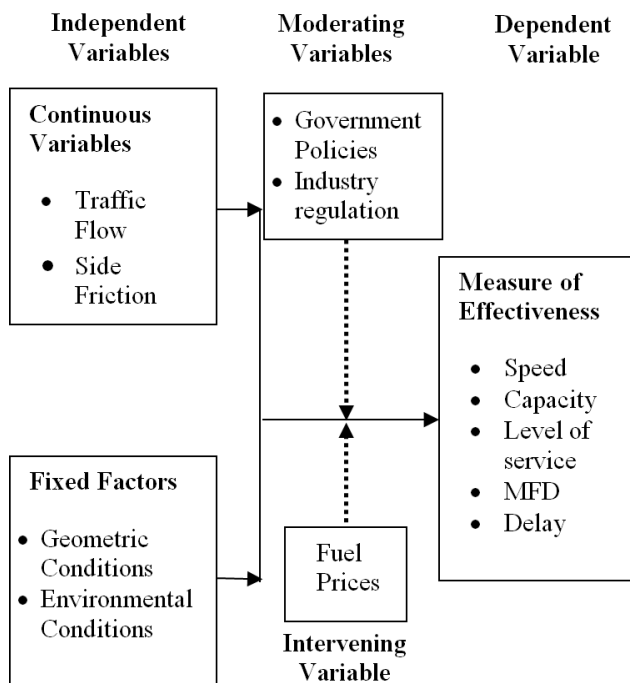 Independent
Variables
Moderating
Variables
Dependent
Variable
Continuous
Variables
• Traffic
Flow
• Side
Friction
• Government
Policies
• Industry
regulation
Measure of
Effectiveness
• Speed
• Capacity
• Level of
service
• MFD
• Delay
Fixed Factors
• Geometric
Conditions
• Environmental
Conditions
Fuel
Prices
Intervening
Variable